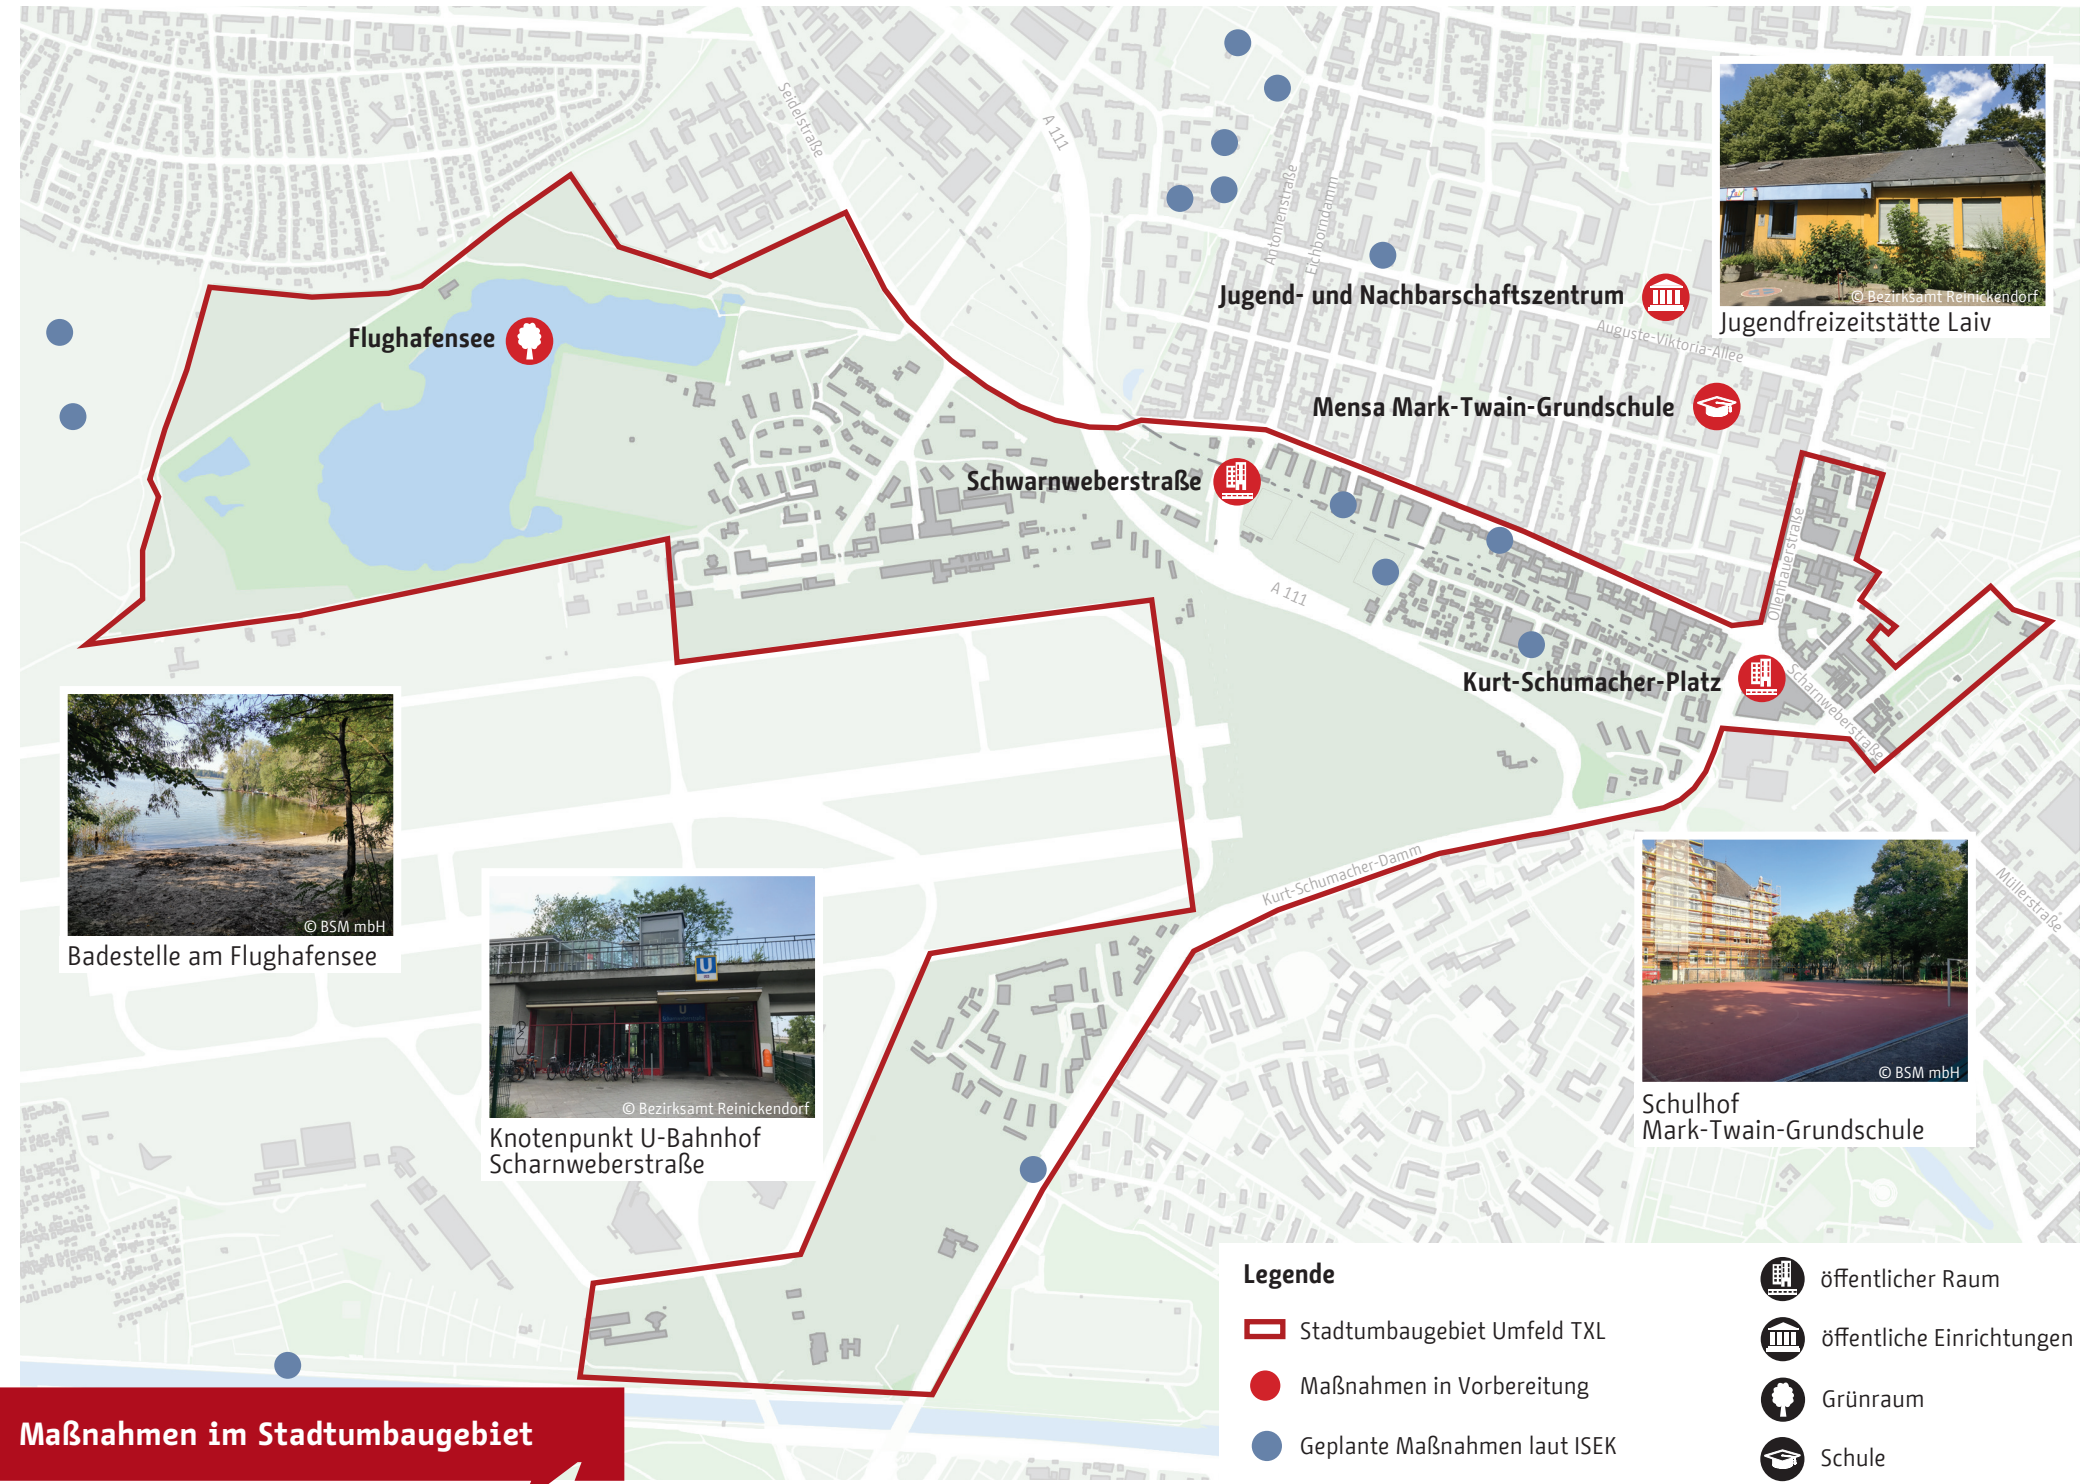 Seidelstraße
A 111
Antonienstraße
Eichborndamm
© Bezirksamt Reinickendorf
Jugendfreizeitstätte Laiv
Jugend- und Nachbarschaftszentrum
Auguste-Viktoria-Allee
Flughafensee
Mensa Mark-Twain-Grundschule
Schwarnweberstraße
Ollenhauerstraße
A 111
Kurt-Schumacher-Platz
Scharnweberstraße
© BSM mbH
Badestelle am Flughafensee
Kurt-Schumacher-Damm
Müllerstraße
U
U
© Bezirksamt Reinickendorf
Knotenpunkt U-Bahnhof
Scharnweberstraße
© BSM mbH
Schulhof
Mark-Twain-Grundschule
Legende
Stadtumbaugebiet Umfeld TXL
Maßnahmen in Vorbereitung
Geplante Maßnahmen laut ISEK
öffentlicher Raum
öffentliche Einrichtungen
Grünraum
Schule
Maßnahmen im Stadtumbaugebiet